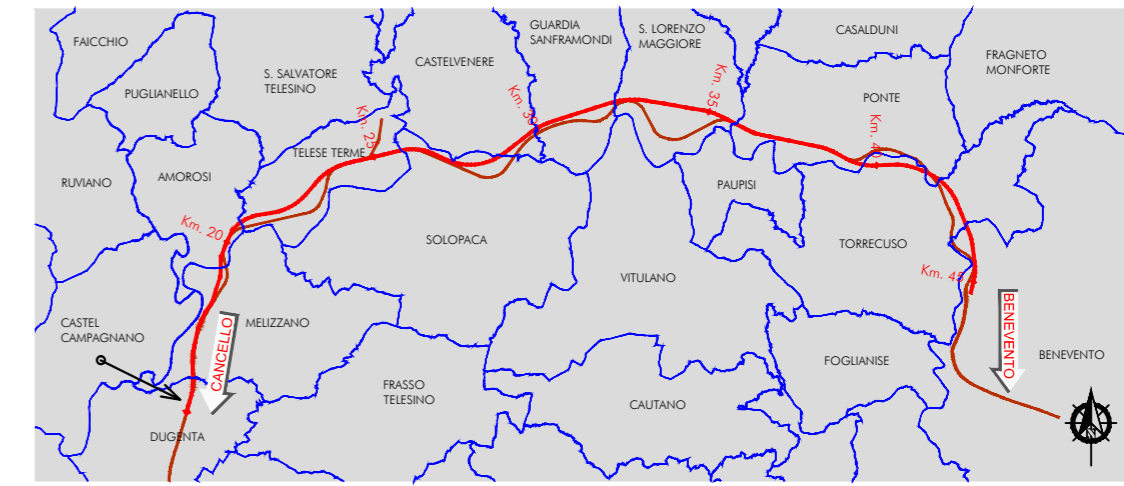 FAICCHIO
PUGLIANELLO
S. SALVATORE
TELESINO
CASTELVENERE
GUARDIA
SANFRAMONDI
S. LORENZO
MAGGIORE
CASALDUNI
FRAGNETO
MONFORTE
PONTE
RUVIANO
AMOROSI
TELESE TERME
Km. 25
Km. 30
Km. 35
Km. 40
PAUPISI
Km. 20
SOLOPACA
VITULANO
TORRECUSO
Km. 45
CASTEL
CAMPAGNANO
MELIZZANO
CANCELLO
FRASSO
TELESINO
CAUTANO
FOGLIANISE
BENEVENTO
BENEVENTO
DUGENTA
N